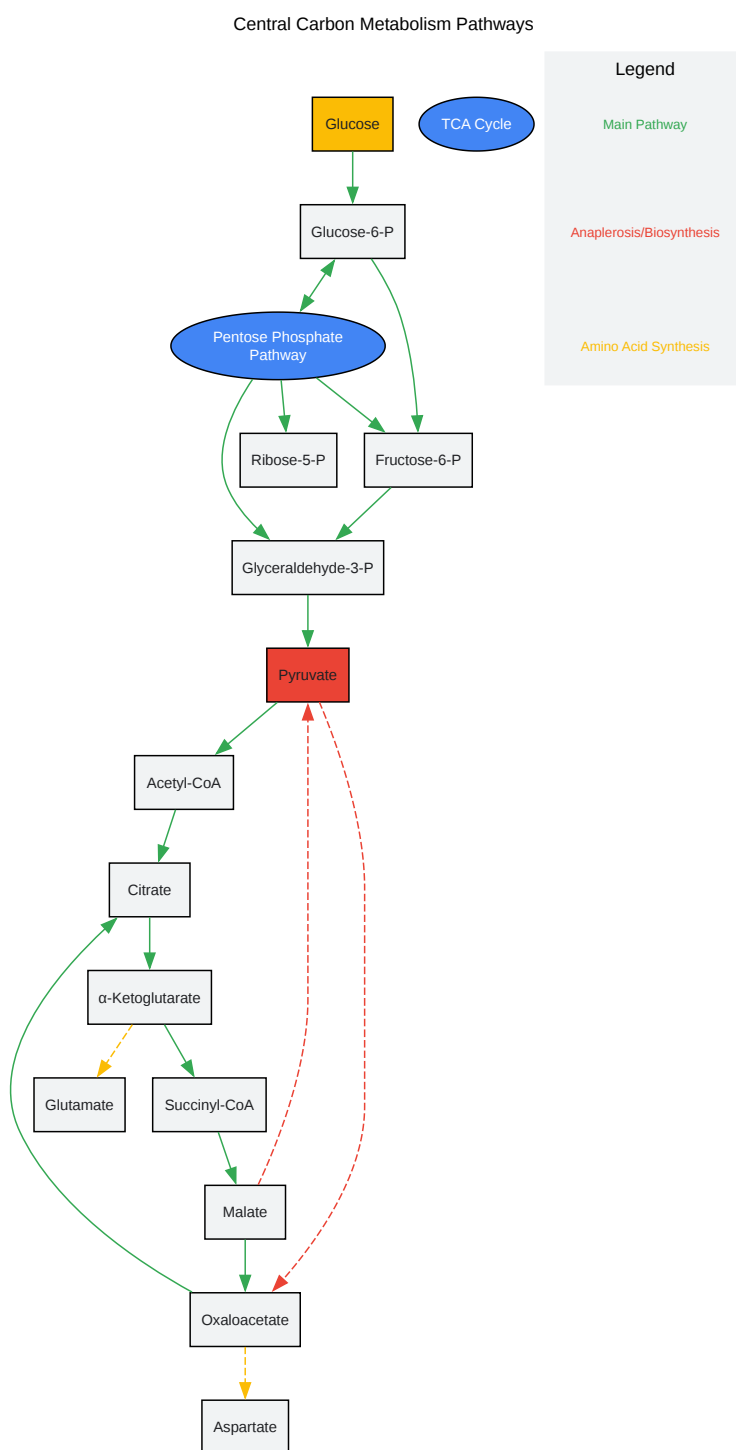 Central Carbon Metabolism Pathways
Legend
Glucose
TCA Cycle
Main Pathway
Glucose-6-P
Anaplerosis/Biosynthesis
Pentose Phosphate
Pathway
Amino Acid Synthesis
Ribose-5-P
Fructose-6-P
Glyceraldehyde-3-P
Pyruvate
Acetyl-CoA
Citrate
α-Ketoglutarate
Glutamate
Succinyl-CoA
Malate
Oxaloacetate
Aspartate